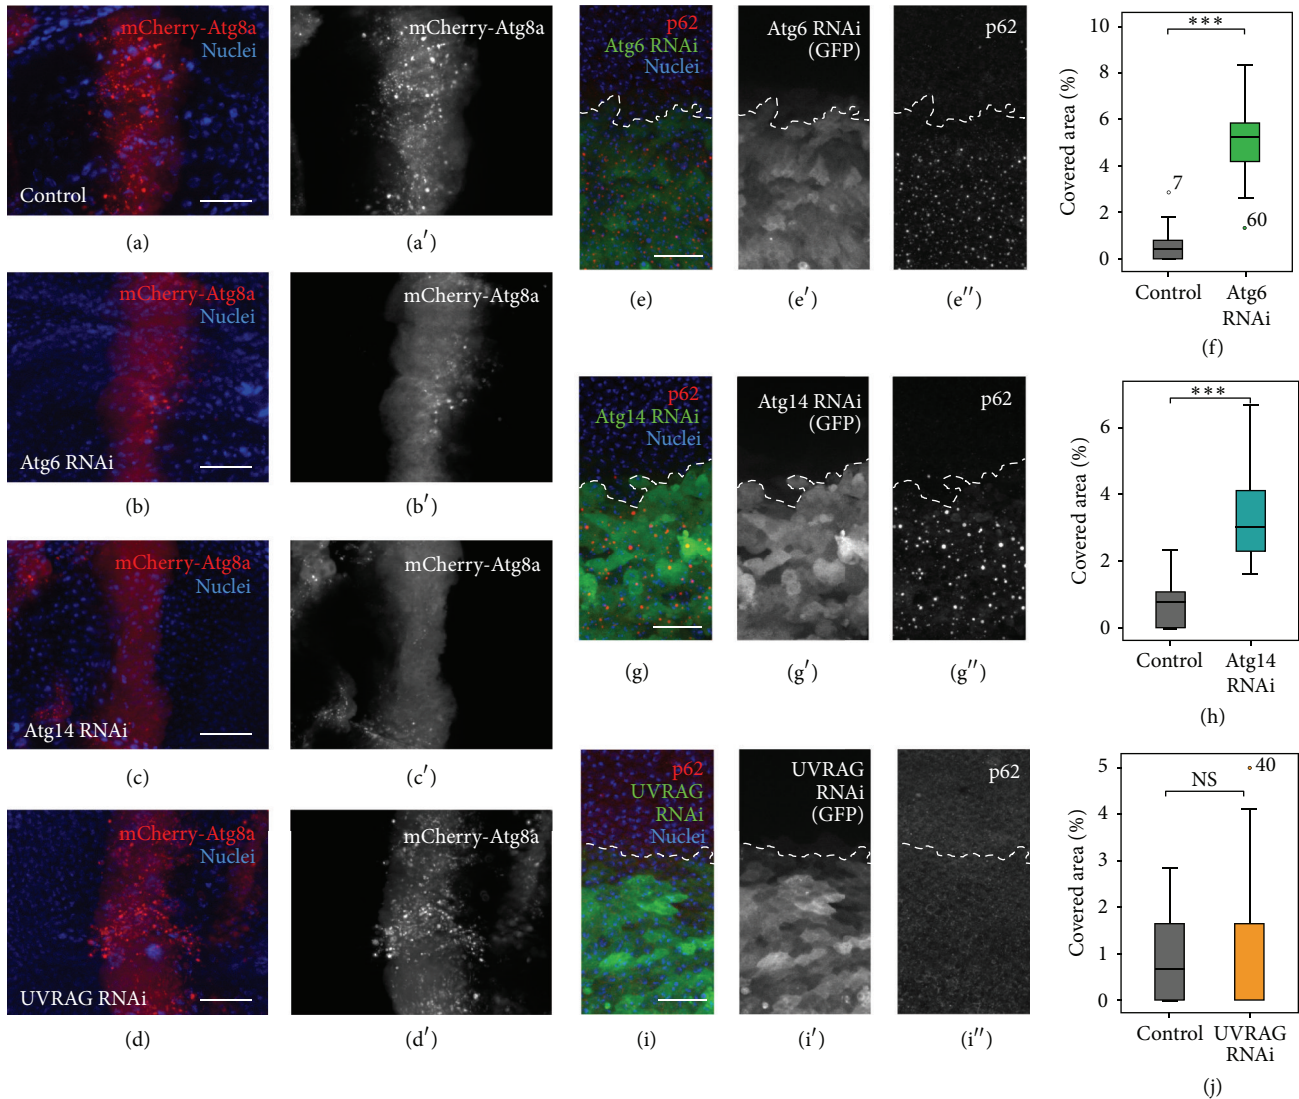 mCherry-Atg8a
Nuclei
Control
(a)
mCherry-Atg8a
(a′)
mCherry-Atg8a
Nuclei
Atg6 RNAi
(b)
mCherry-Atg8a
(b′)
mCherry-Atg8a
Nuclei
Atg14 RNAi
(c)
mCherry-Atg8a
(c′)
mCherry-Atg8a
Nuclei
UVRAG RNAi
(d)
mCherry-Atg8a
(d′)
p62
Atg6 RNAi
Nuclei
(e)
Atg6 RNAi
(GFP)
(e′)
p62
(e″)
10
8
6
4
2
0
Covered area (%)
***
7
60
Control
Atg6
RNAi
(f)
p62
Atg14 RNAi
Nuclei
(g)
Atg14 RNAi
(GFP)
(g′)
p62
(g″)
6
4
2
0
Covered area (%)
***
Control
Atg14
RNAi
(h)
p62
UVRAG
RNAi
Nuclei
(i)
UVRAG
RNAi
(GFP)
(i′)
p62
(i″)
5
4
3
2
1
0
Covered area (%)
NS
40
Control
UVRAG
RNAi
(j)